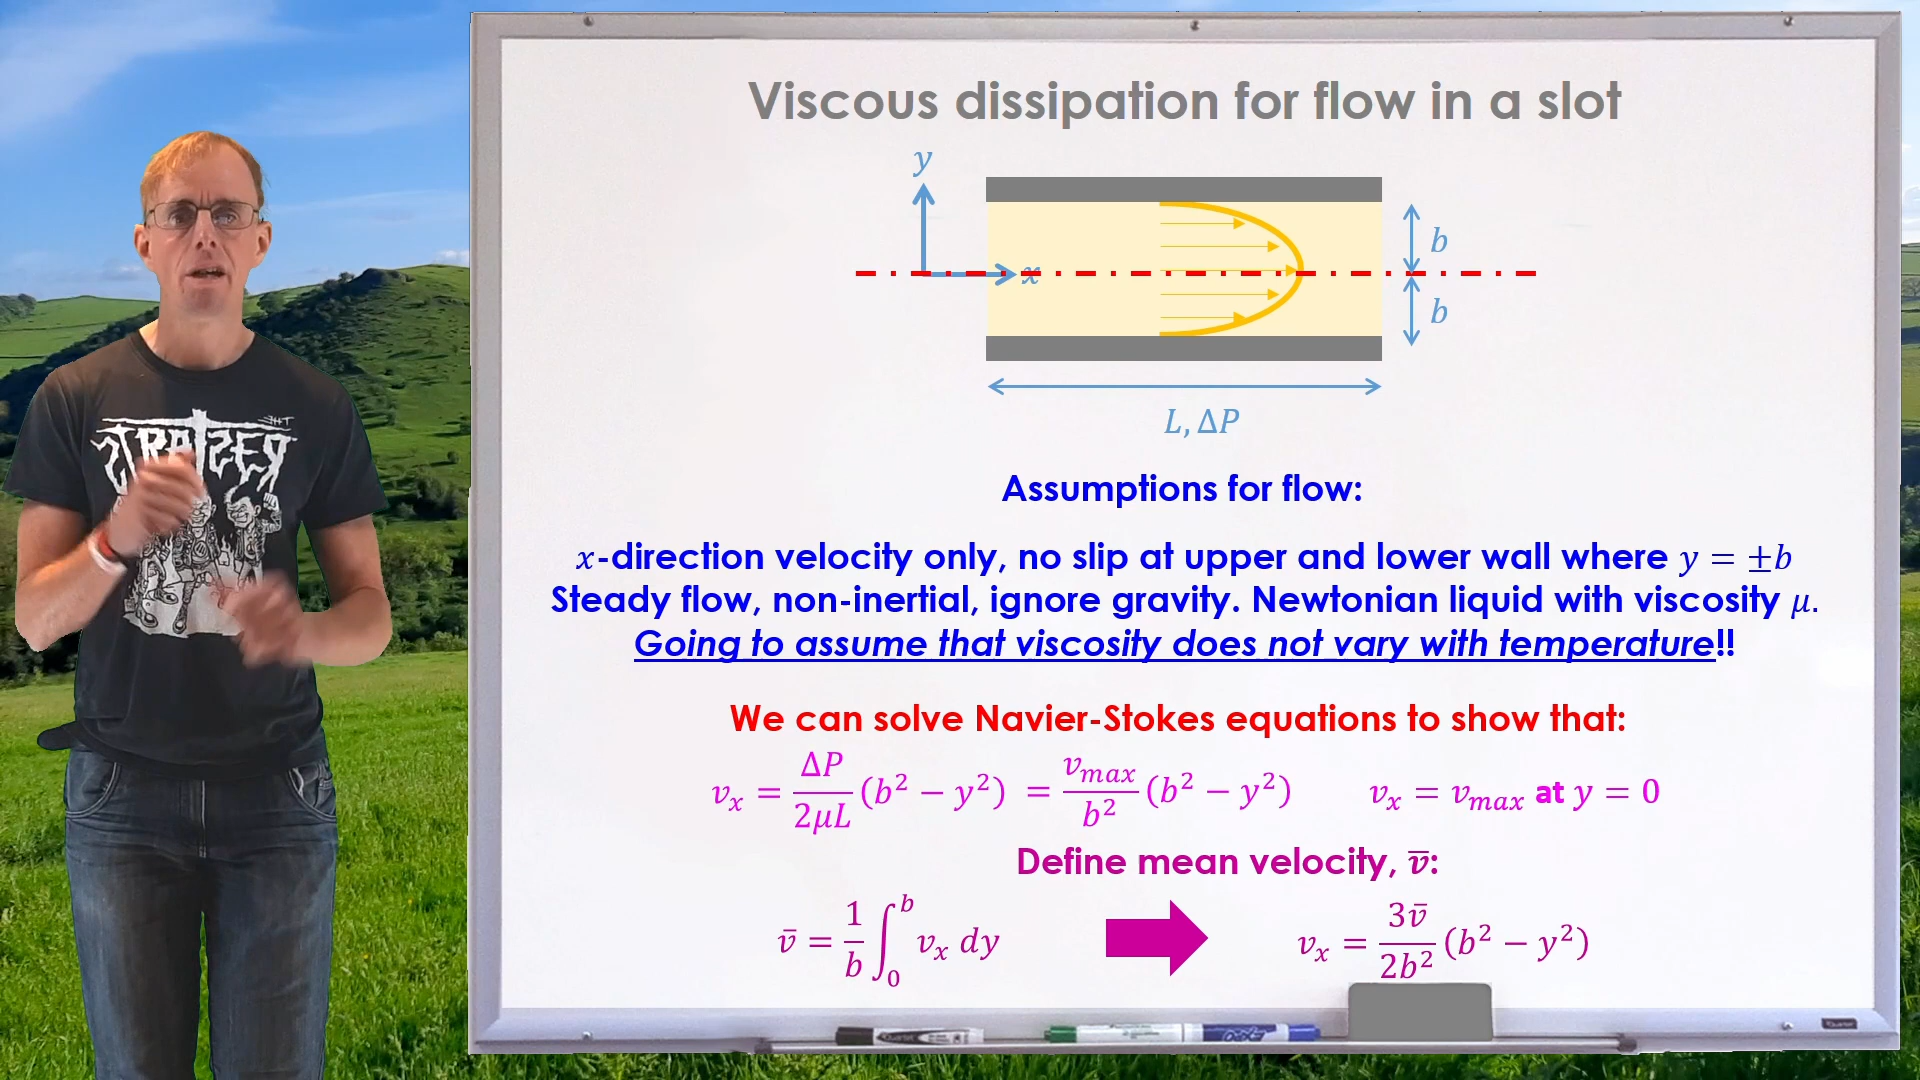 Viscous dissipation for flow in a slot
y
x
b
b
L, ΔP
Assumptions for flow:
x-direction velocity only, no slip at upper and lower wall where y = ±b
Steady flow, non-inertial, ignore gravity. Newtonian liquid with viscosity μ.
Going to assume that viscosity does not vary with temperature!!
We can solve Navier-Stokes equations to show that:
v_x = ΔP/(2μL) (b² − y²) = v_max/b² (b² − y²) v_x = v_max at y = 0
Define mean velocity, v̄:
v̄ = 1/b ∫₀ᵇ v_x dy v_x = 3v̄/(2b²) (b² − y²)
Quartet